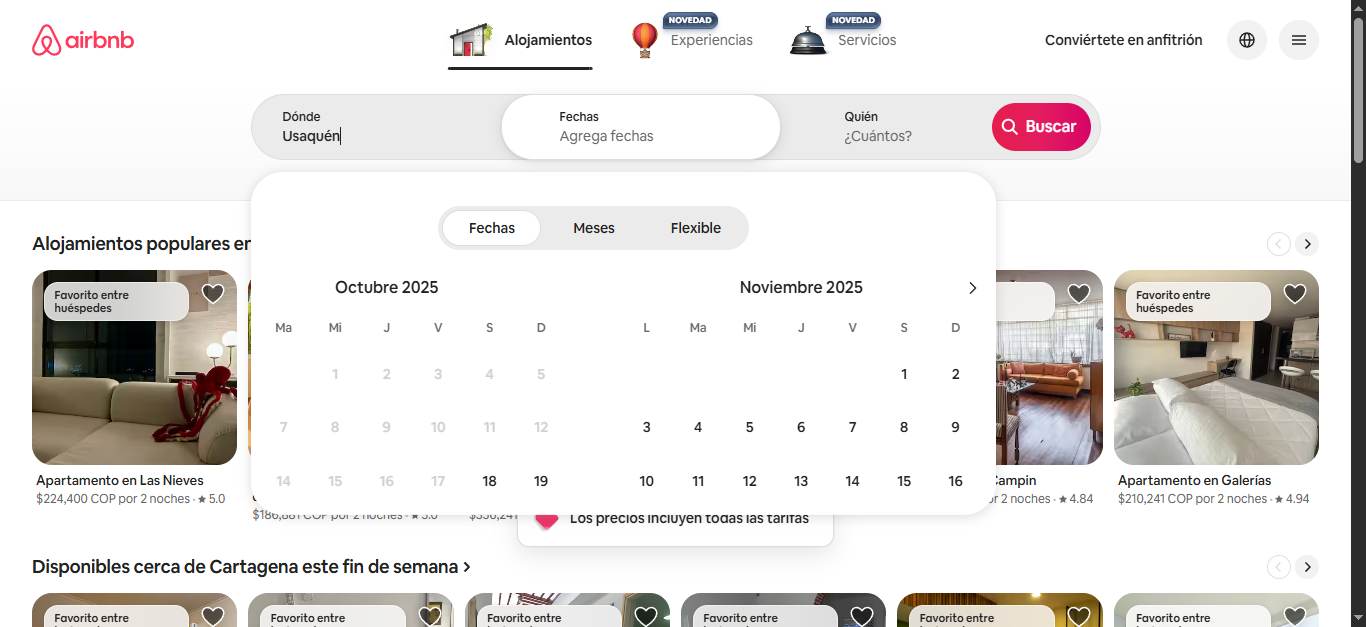 airbnb
Alojamientos
NOVEDAD
Experiencias
NOVEDAD
Servicios
Conviértete en anfitrión
Dónde
Usaquén
Fechas
Agrega fechas
Quién
¿Cuántos?
Buscar
Fechas
Meses
Flexible
Octubre 2025
Ma Mi J V S D
1 2 3 4 5
7 8 9 10 11 12
14 15 16 17 18 19
Noviembre 2025
L Ma Mi J V S D
1 2
3 4 5 6 7 8 9
10 11 12 13 14 15 16
Alojamientos populares en
Favorito entre
huéspedes
Apartamento en Las Nieves
$224,400 COP por 2 noches · ★ 5.0
$186,881 COP por 2 noches · ★ 5.0
Campin
por 2 noches · ★ 4.84
Favorito entre
huéspedes
Apartamento en Galerías
$210,241 COP por 2 noches · ★ 4.94
Los precios incluyen todas las tarifas
Disponibles cerca de Cartagena este fin de semana
Favorito entre
Favorito entre
Favorito entre
Favorito entre
Favorito entre
Favorito entre